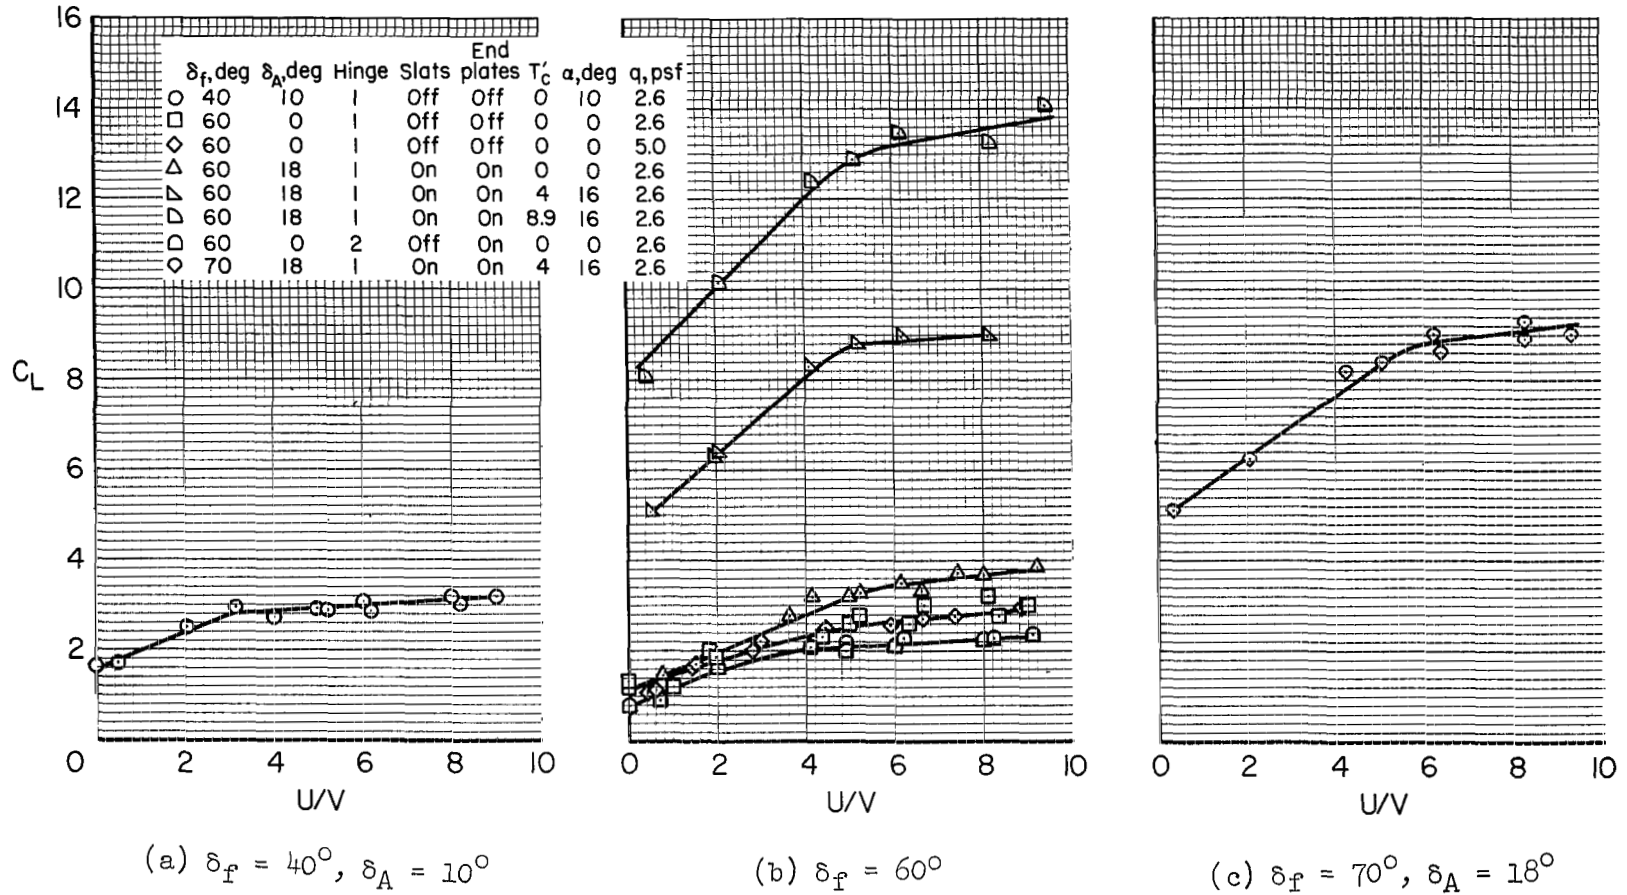 16
14
12
10
8
6
4
2
0
C_L
End
δf,deg δA,deg Hinge Slats plates T'c α,deg q,psf
○ 40 10 1 Off Off 0 10 2.6
□ 60 0 1 Off Off 0 0 2.6
◇ 60 0 1 Off Off 0 0 5.0
△ 60 18 1 On On 0 0 2.6
◺ 60 18 1 On On 4 16 2.6
▷ 60 18 1 On On 8.9 16 2.6
⌓ 60 0 2 Off On 0 0 2.6
◇ 70 18 1 On On 4 16 2.6
2 4 6 8 10
0 2 4 6 8 10
0 2 4 6 8 10
U/V
U/V
U/V
(a) δf = 40°, δA = 10°
(b) δf = 60°
(c) δf = 70°, δA = 18°